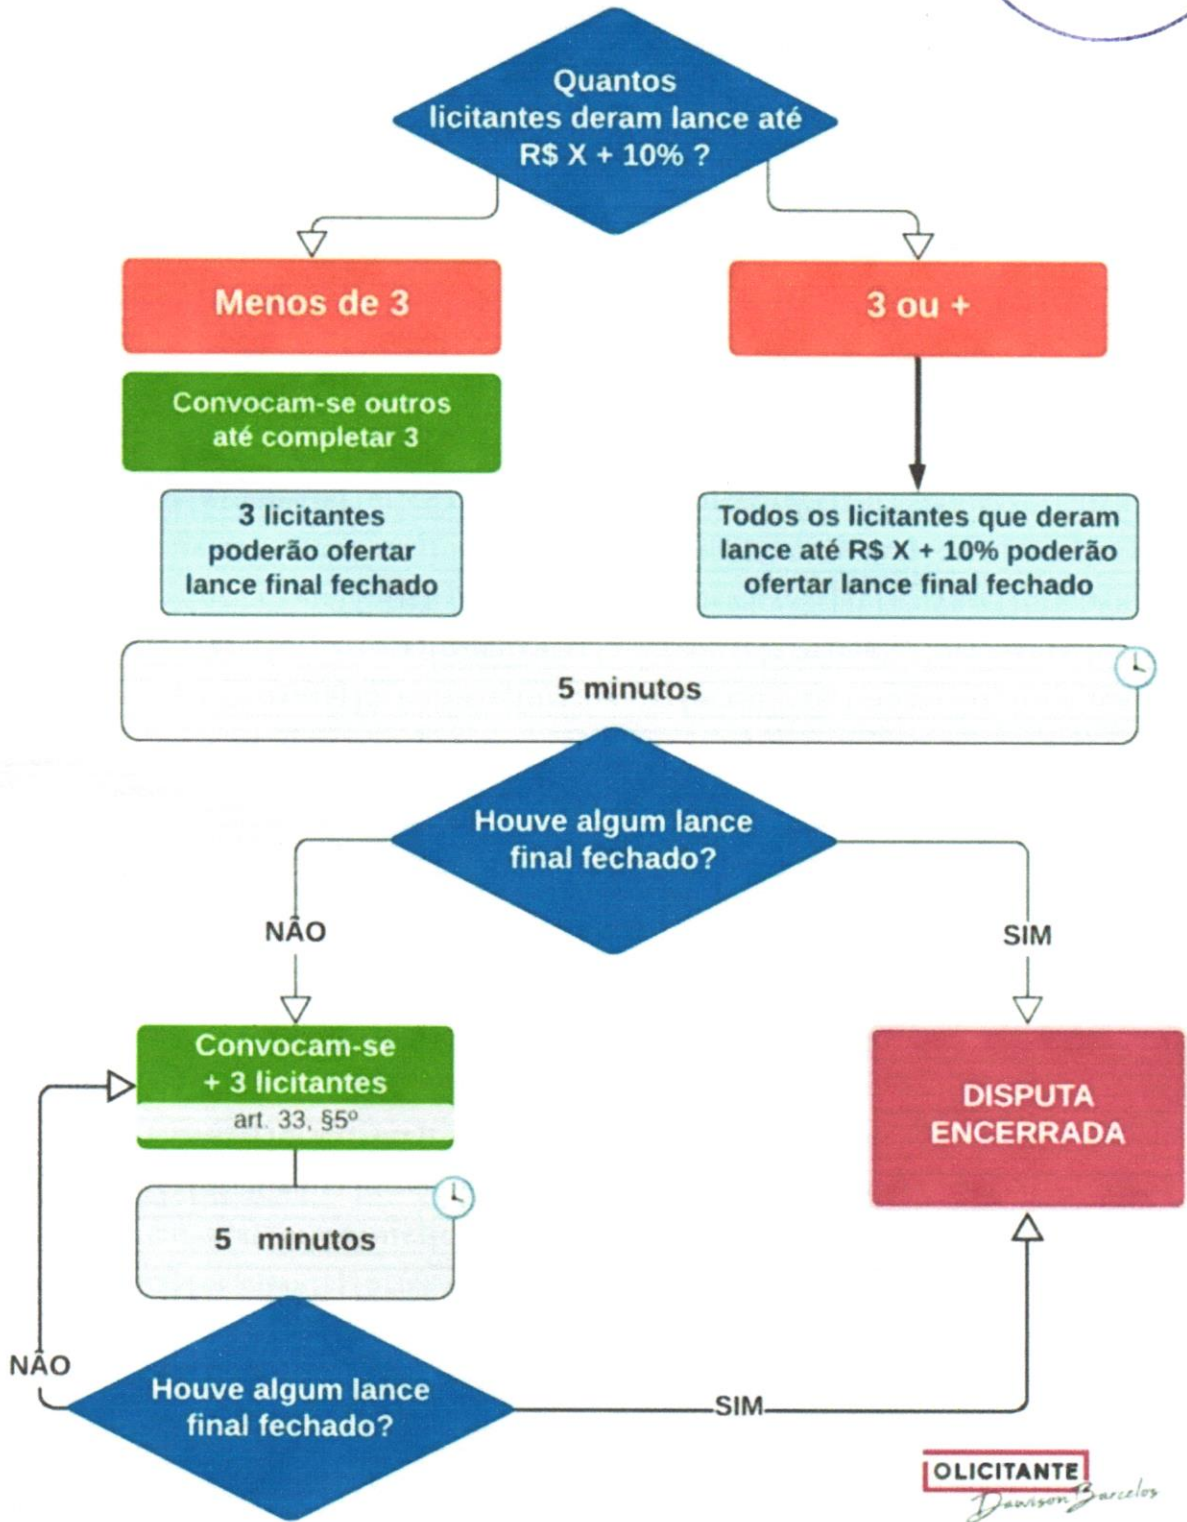 Quantos
licitantes deram lance até
R$ X + 10% ?
Menos de 3
3 ou +
Convocam-se outros
até completar 3
3 licitantes
poderão ofertar
lance final fechado
Todos os licitantes que deram
lance até R$ X + 10% poderão
ofertar lance final fechado
5 minutos
Houve algum lance
final fechado?
NÃO
SIM
Convocam-se
+ 3 licitantes
art. 33, §5º
DISPUTA
ENCERRADA
5 minutos
NÃO
Houve algum lance
final fechado?
SIM
OLICITANTE
Dawison Barcelos